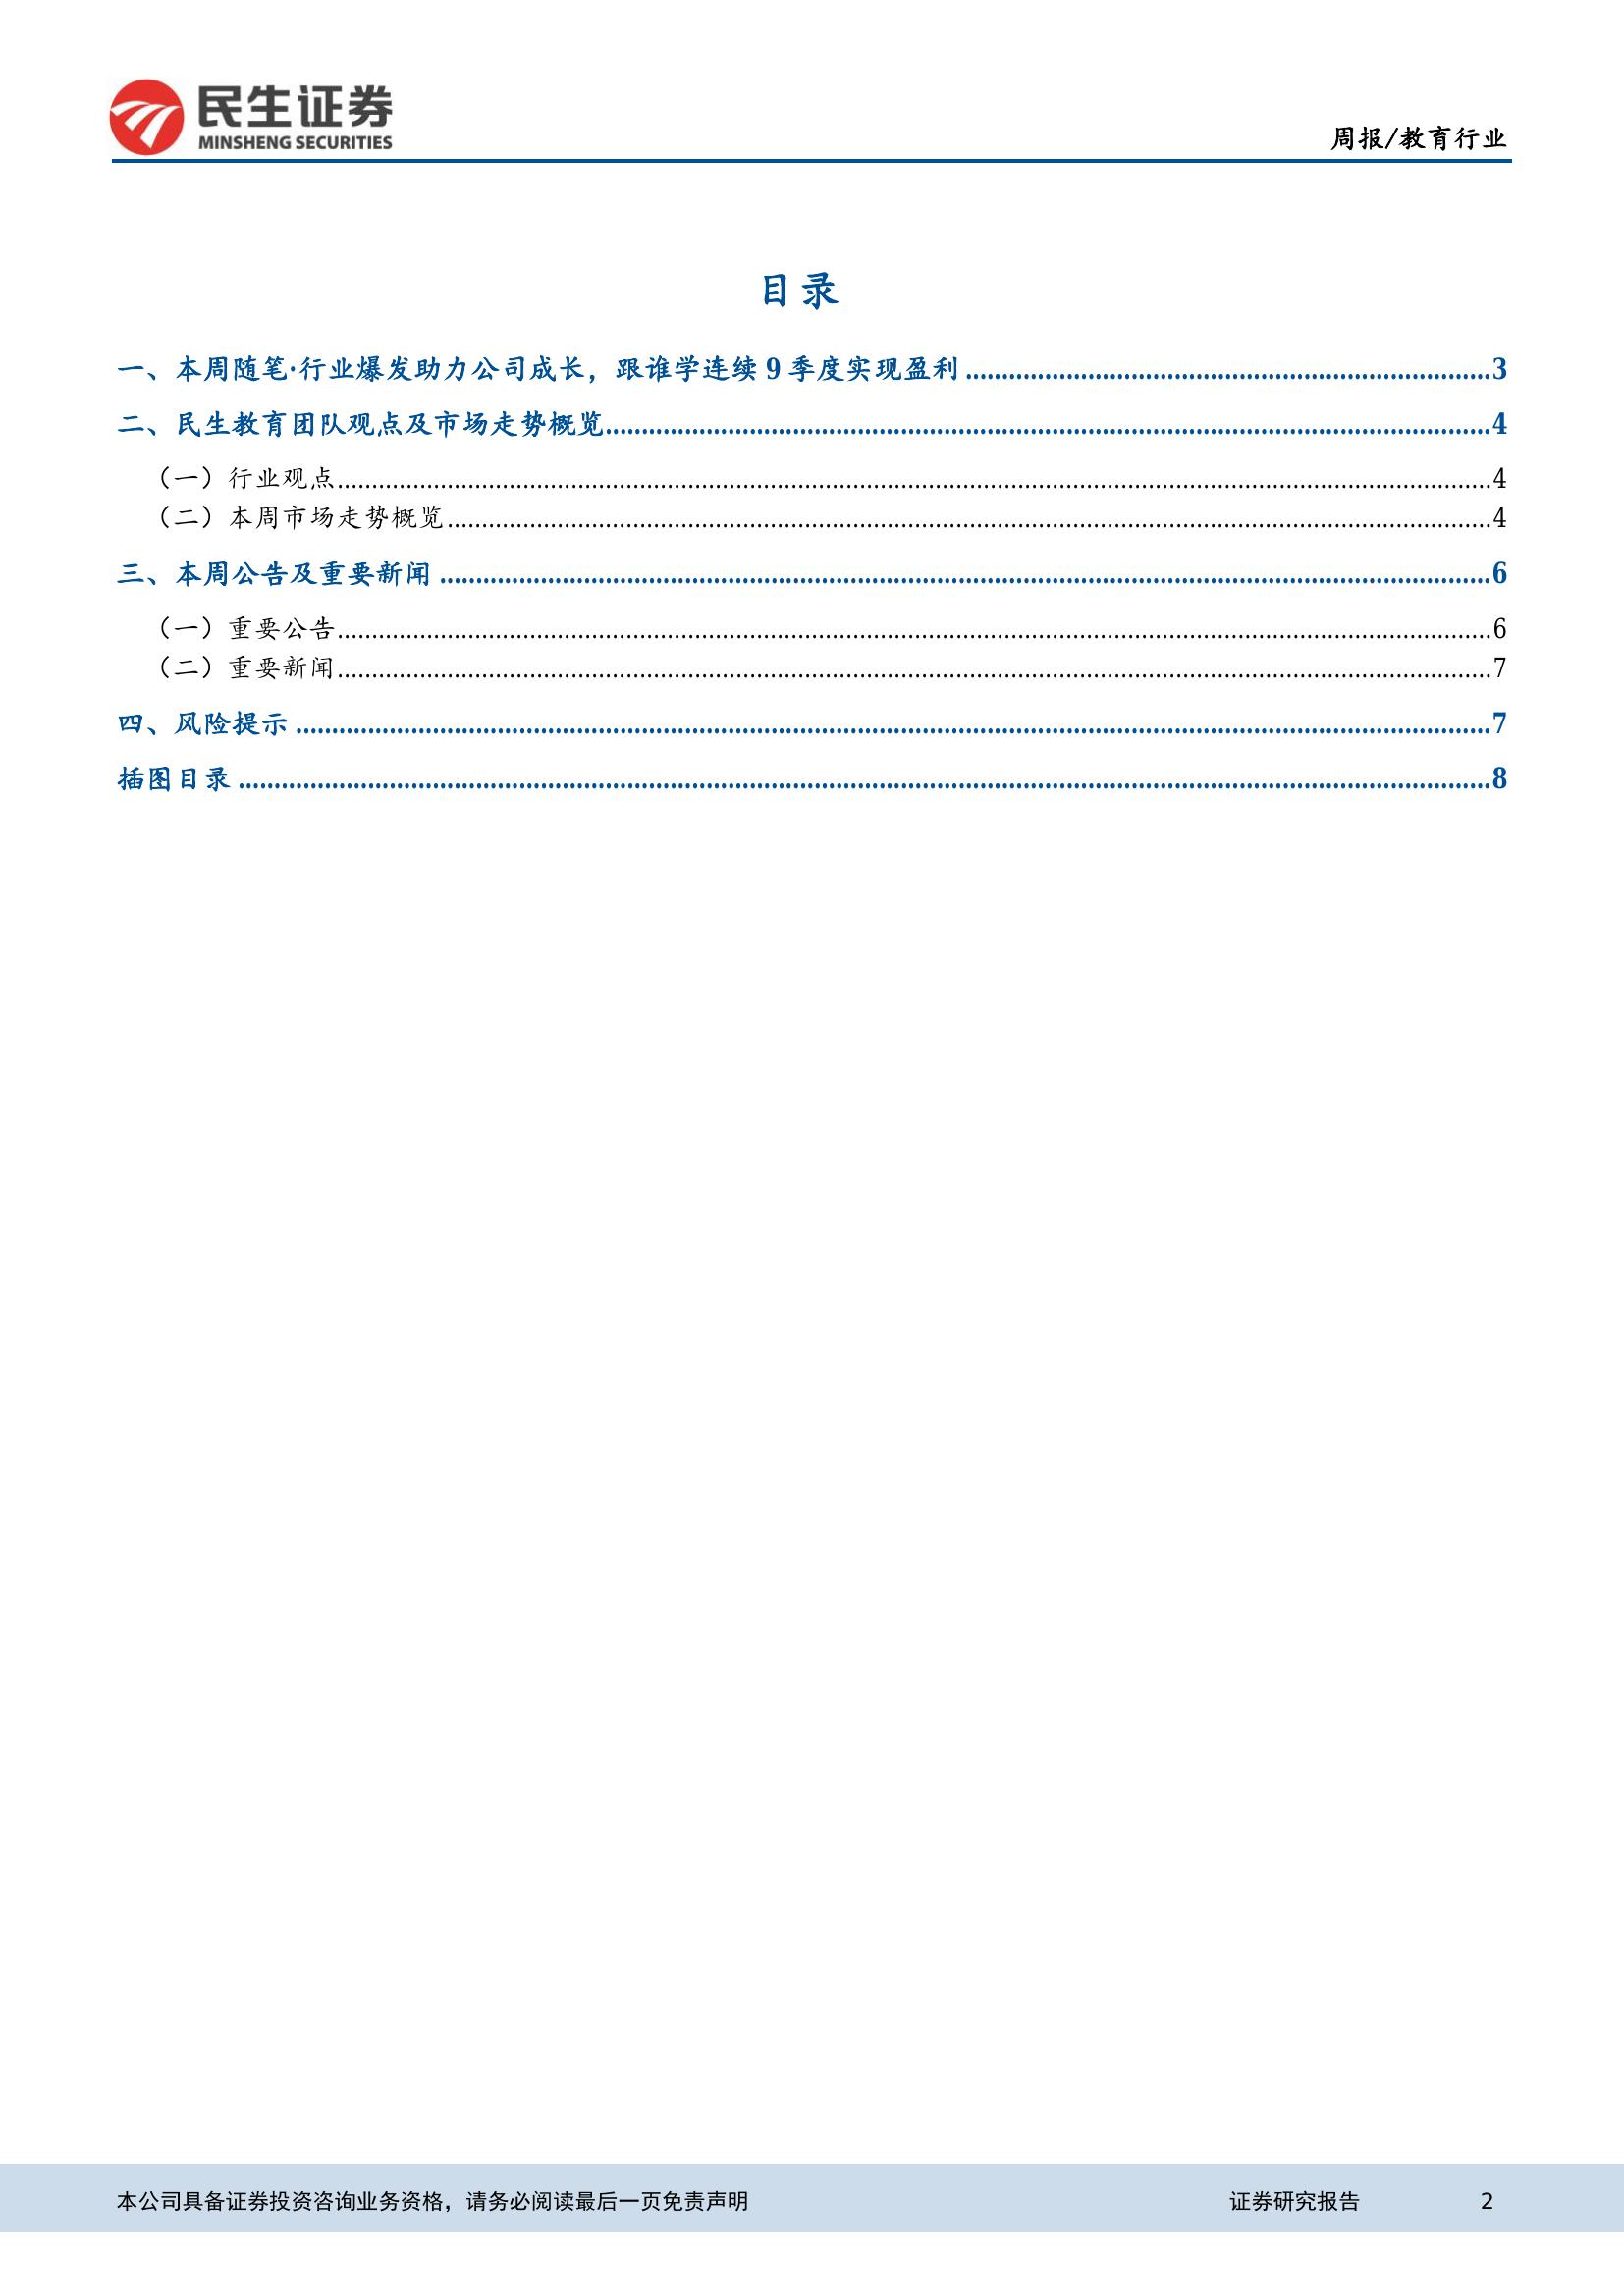 民生证券
MINSHENG SECURITIES
周报/教育行业
目录
一、本周随笔·行业爆发助力公司成长，跟谁学连续 9 季度实现盈利........................3
二、民生教育团队观点及市场走势概览........................4
（一）行业观点........................4
（二）本周市场走势概览........................4
三、本周公告及重要新闻........................6
（一）重要公告........................6
（二）重要新闻........................7
四、风险提示........................7
插图目录........................8
本公司具备证券投资咨询业务资格，请务必阅读最后一页免责声明 证券研究报告 2